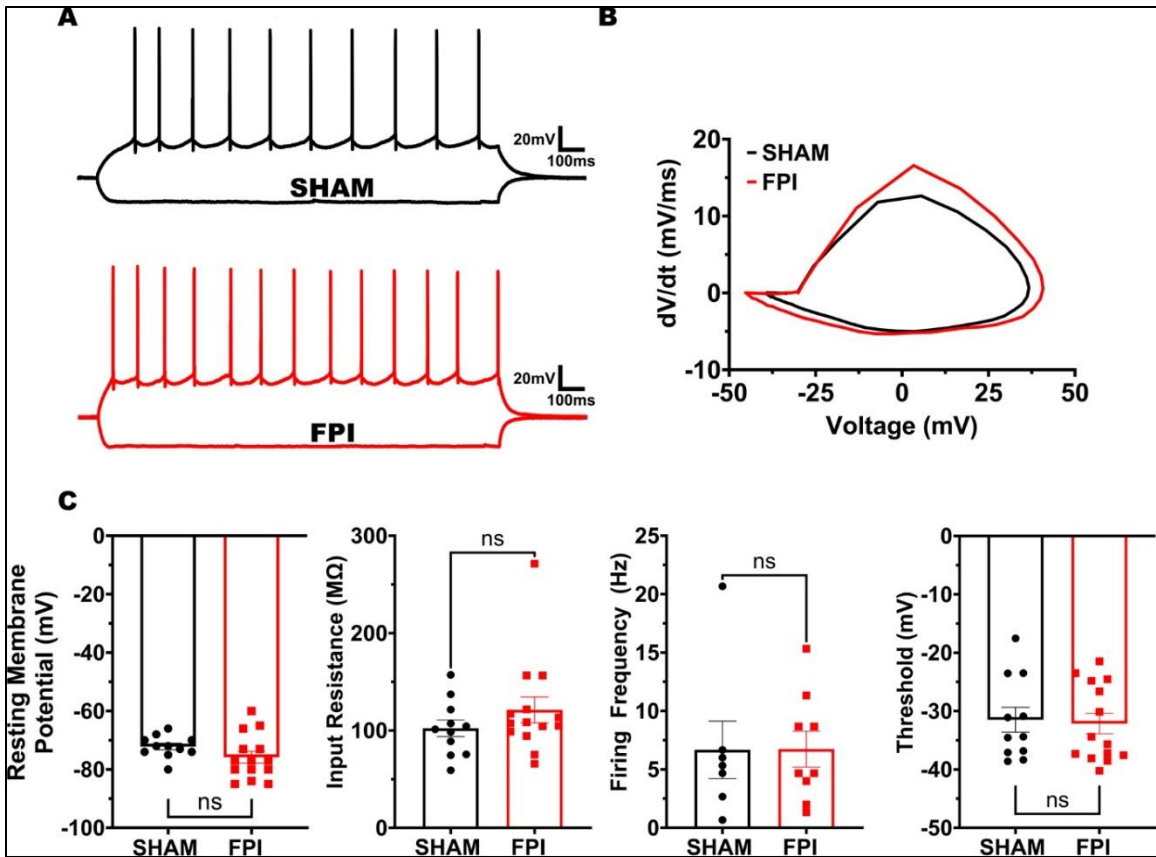 A
20mV
100ms
SHAM
20mV
100ms
FPI
B
20
10
0
-10
dV/dt (mV/ms)
SHAM
FPI
-50
-25
0
25
50
Voltage (mV)
C
0
-20
-40
-60
-80
-100
Resting Membrane
Potential (mV)
ns
SHAM FPI
300
200
100
0
Input Resistance (MΩ)
ns
SHAM FPI
25
20
15
10
5
0
Firing Frequency (Hz)
ns
SHAM FPI
0
-10
-20
-30
-40
-50
Threshold (mV)
ns
SHAM FPI